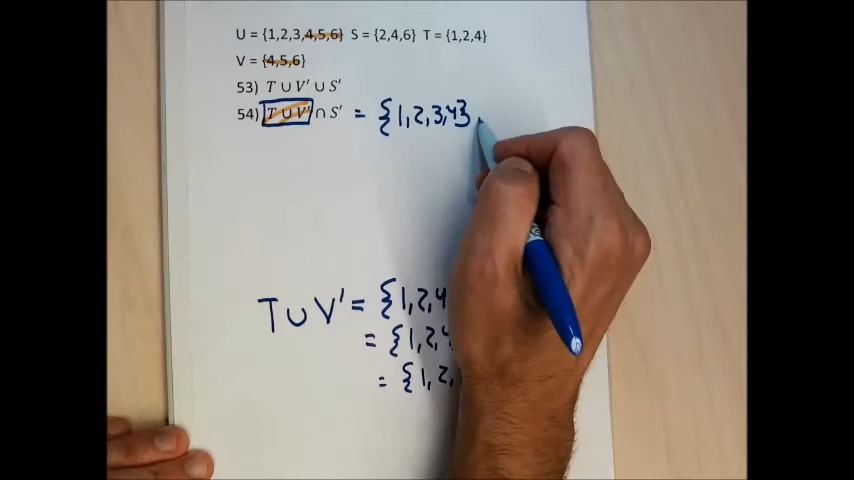 U = {1,2,3,4,5,6} S = {2,4,6} T = {1,2,4}
V = {4,5,6}
53) T ∪ V′ ∪ S′
54) T ∪ V′ ∩ S′ = {1,2,3,4}
T∪V′ = {1,2,4
= {1,2,4
= {1,2,